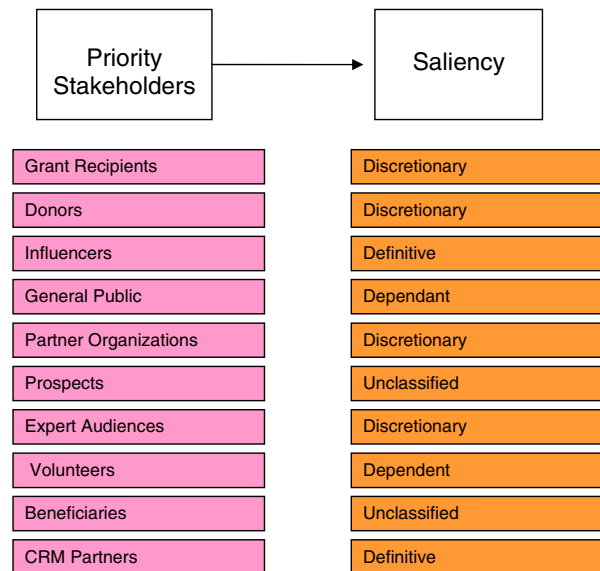 Priority
Stakeholders
Saliency
Grant Recipients
Discretionary
Donors
Discretionary
Influencers
Definitive
General Public
Dependant
Partner Organizations
Discretionary
Prospects
Unclassified
Expert Audiences
Discretionary
Volunteers
Dependent
Beneficiaries
Unclassified
CRM Partners
Definitive